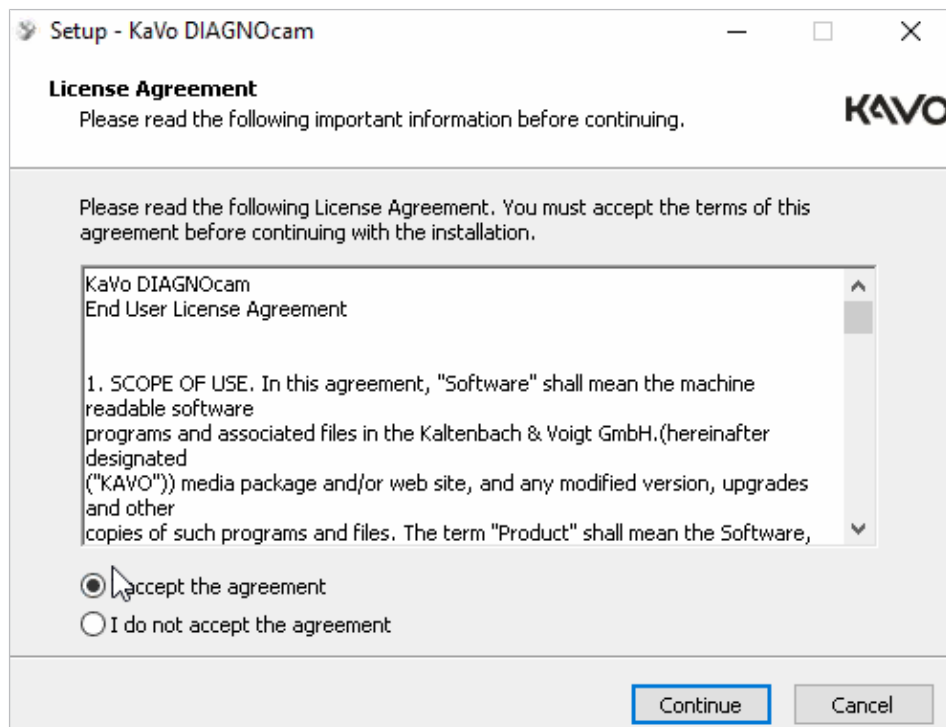 Setup - KaVo DIAGNOcam
License Agreement
Please read the following important information before continuing.
KAVO
Please read the following License Agreement. You must accept the terms of this
agreement before continuing with the installation.
KaVo DIAGNOcam
End User License Agreement
1. SCOPE OF USE. In this agreement, "Software" shall mean the machine
readable software
programs and associated files in the Kaltenbach & Voigt GmbH.(hereinafter
designated
("KAVO")) media package and/or web site, and any modified version, upgrades
and other
copies of such programs and files. The term "Product" shall mean the Software,
accept the agreement
I do not accept the agreement
Continue
Cancel